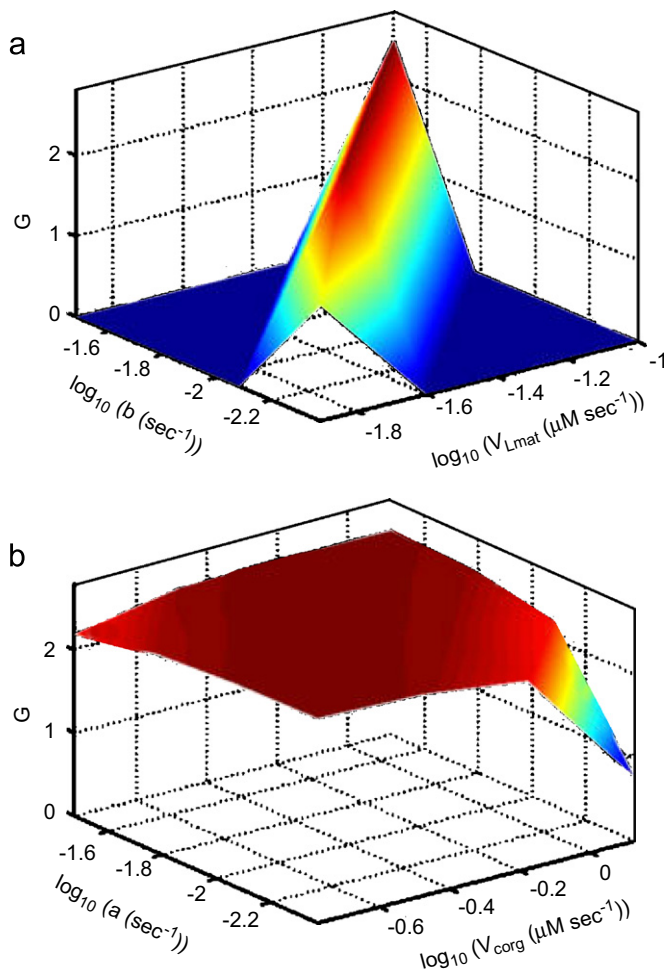 a
2
1
0
G
-1.6
-1.8
-2
-2.2
log10 (b (sec-1))
-1.8
-1.6
-1.4
-1.2
-1
log10 (VLmat (μM sec-1))
b
2
1
0
G
-1.6
-1.8
-2
-2.2
log10 (a (sec-1))
-0.6
-0.4
-0.2
0
log10 (Vcorg (μM sec-1))